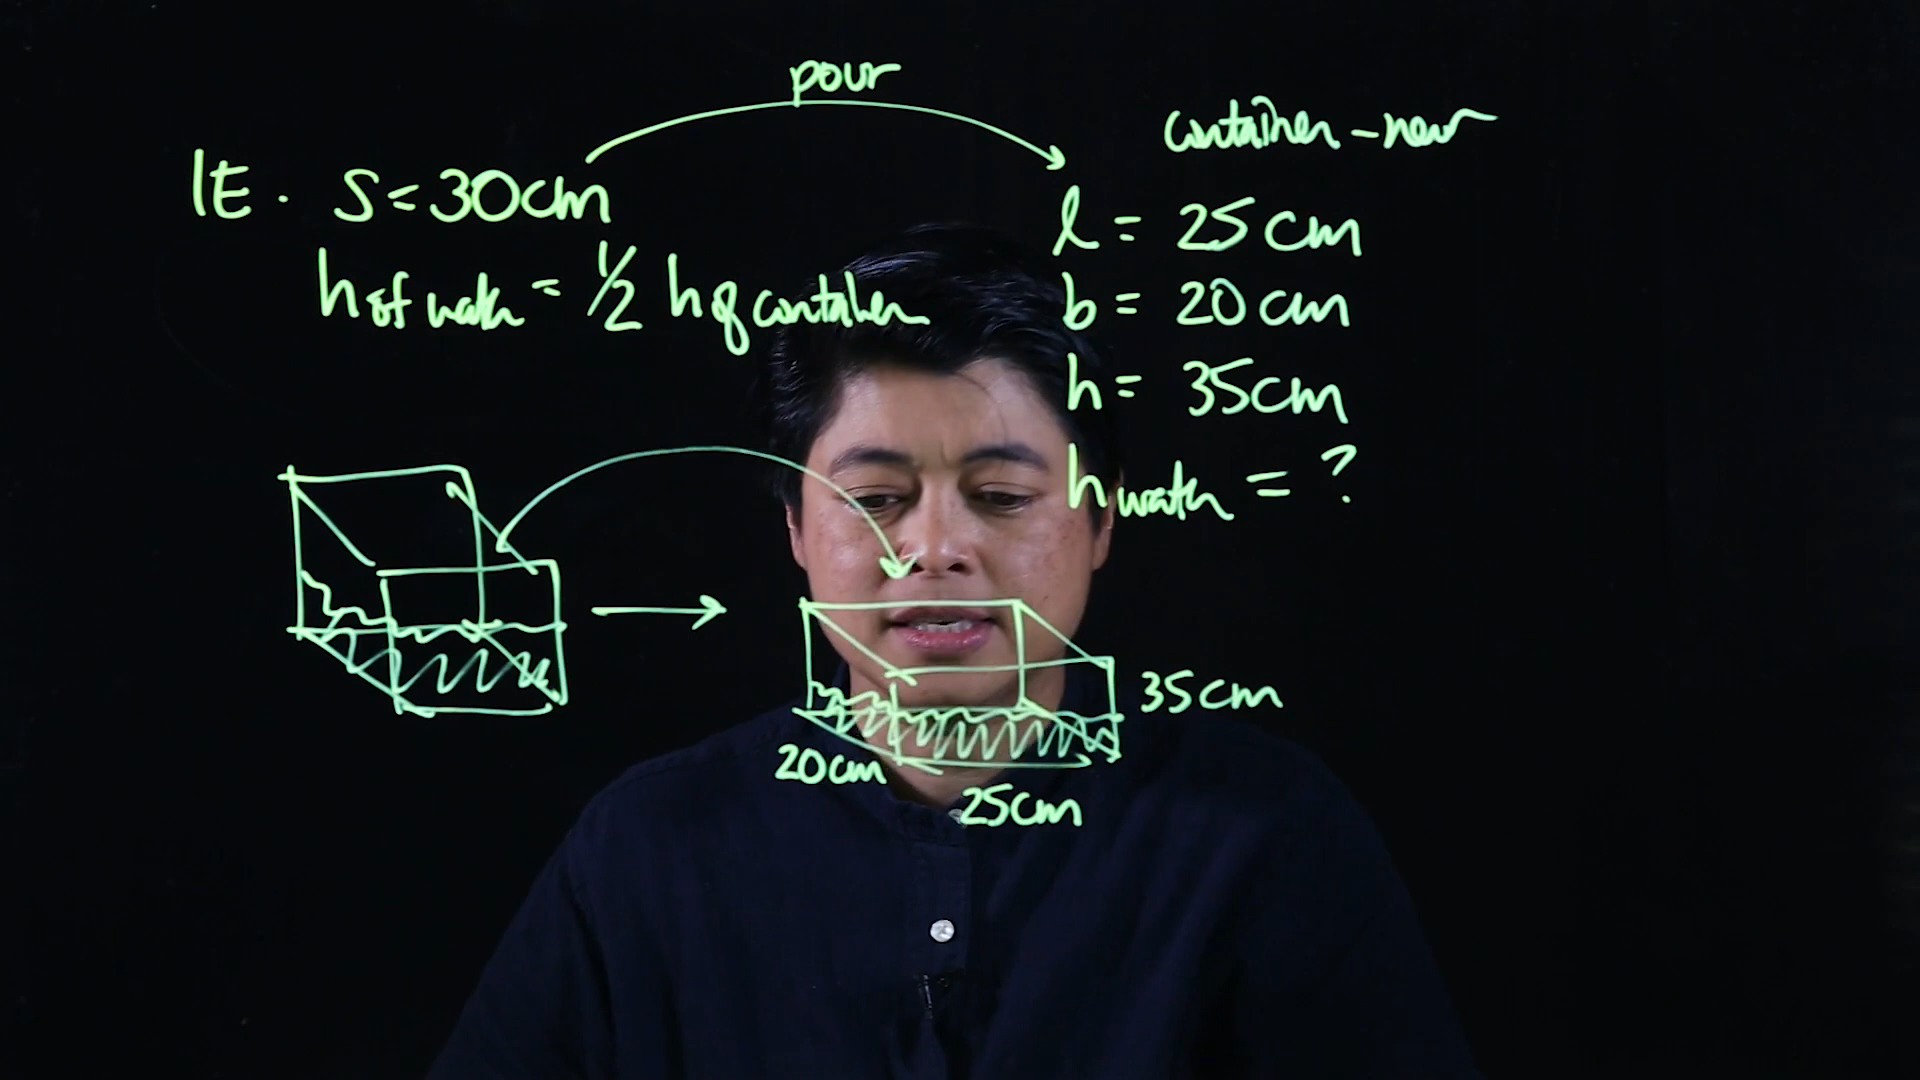 pour
container - new
1E. S = 30cm
h of water = 1/2 h of container
l = 25 cm
b = 20 cm
h = 35cm
h water = ?
35cm
20cm
25cm